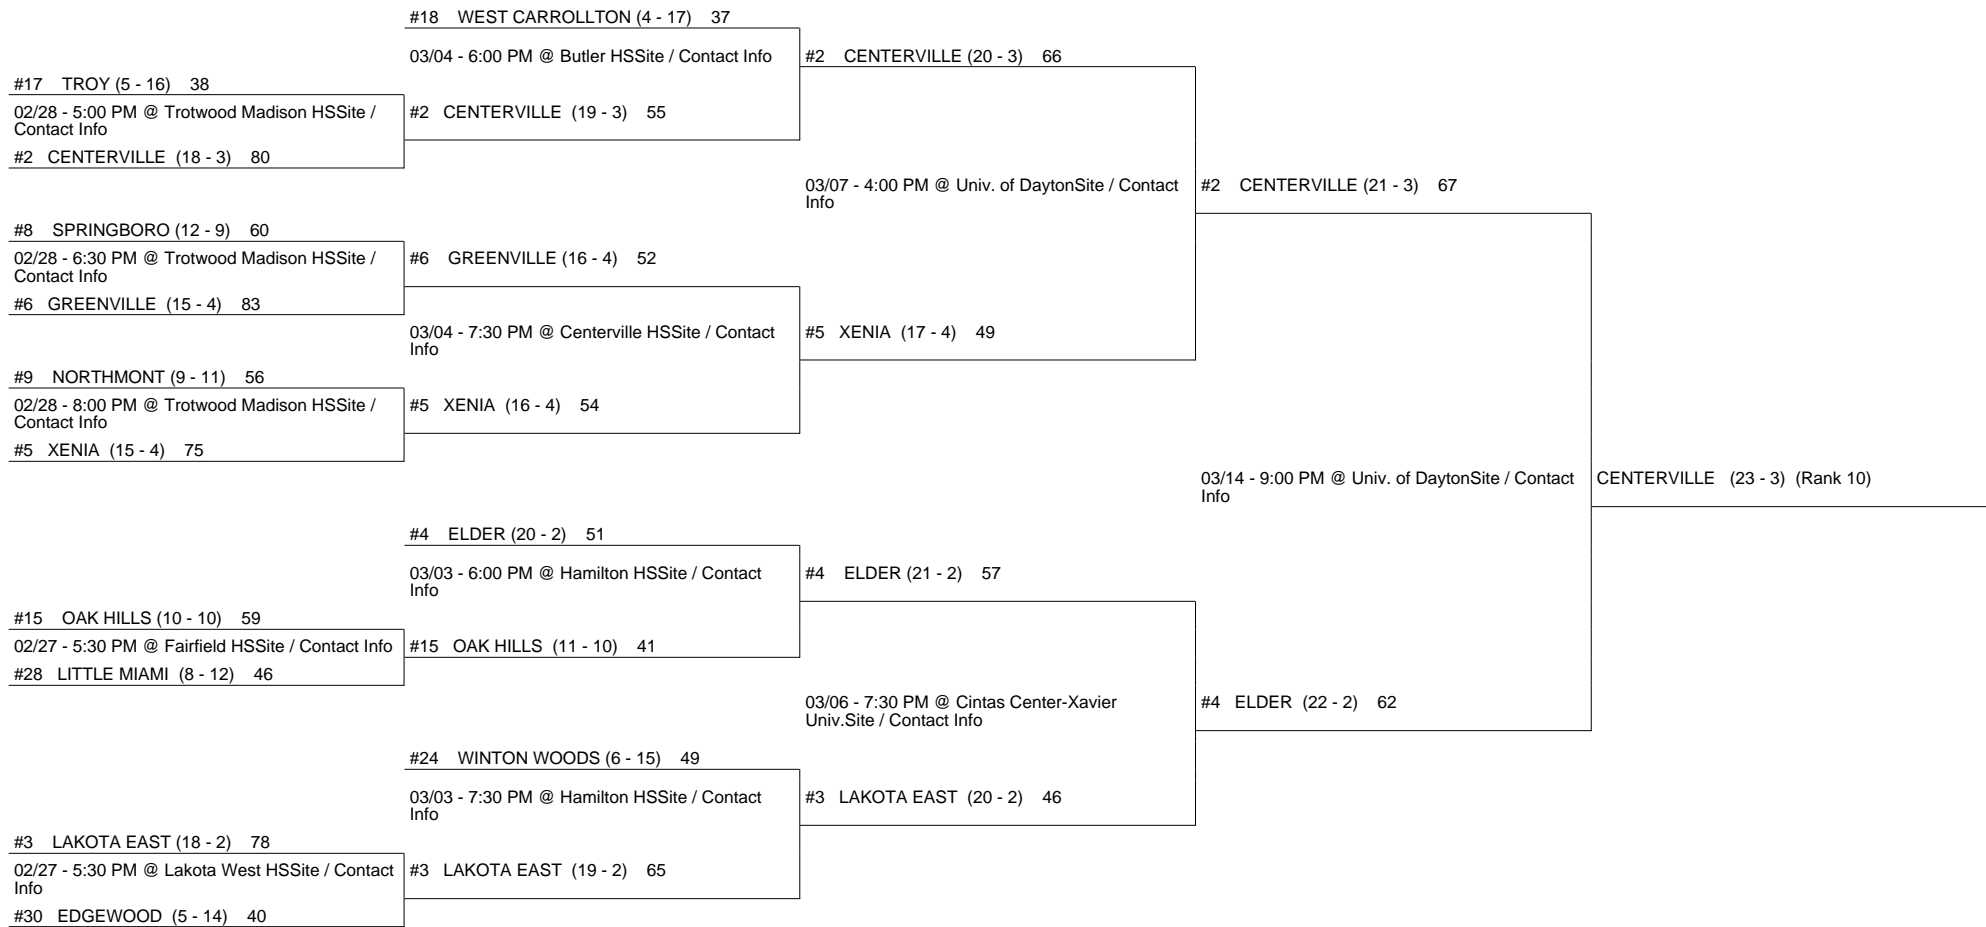 #18 WEST CARROLLTON (4 - 17) 37
03/04 - 6:00 PM @ Butler HSSite / Contact Info
#2 CENTERVILLE (20 - 3) 66
#17 TROY (5 - 16) 38
02/28 - 5:00 PM @ Trotwood Madison HSSite /
Contact Info
#2 CENTERVILLE (19 - 3) 55
#2 CENTERVILLE (18 - 3) 80
03/07 - 4:00 PM @ Univ. of DaytonSite / Contact
Info
#2 CENTERVILLE (21 - 3) 67
#8 SPRINGBORO (12 - 9) 60
02/28 - 6:30 PM @ Trotwood Madison HSSite /
Contact Info
#6 GREENVILLE (16 - 4) 52
#6 GREENVILLE (15 - 4) 83
03/04 - 7:30 PM @ Centerville HSSite / Contact
Info
#5 XENIA (17 - 4) 49
#9 NORTHMONT (9 - 11) 56
02/28 - 8:00 PM @ Trotwood Madison HSSite /
Contact Info
#5 XENIA (16 - 4) 54
#5 XENIA (15 - 4) 75
03/14 - 9:00 PM @ Univ. of DaytonSite / Contact
Info
CENTERVILLE (23 - 3) (Rank 10)
#4 ELDER (20 - 2) 51
03/03 - 6:00 PM @ Hamilton HSSite / Contact
Info
#4 ELDER (21 - 2) 57
#15 OAK HILLS (10 - 10) 59
02/27 - 5:30 PM @ Fairfield HSSite / Contact Info
#15 OAK HILLS (11 - 10) 41
#28 LITTLE MIAMI (8 - 12) 46
03/06 - 7:30 PM @ Cintas Center-Xavier
Univ.Site / Contact Info
#4 ELDER (22 - 2) 62
#24 WINTON WOODS (6 - 15) 49
03/03 - 7:30 PM @ Hamilton HSSite / Contact
Info
#3 LAKOTA EAST (20 - 2) 46
#3 LAKOTA EAST (18 - 2) 78
02/27 - 5:30 PM @ Lakota West HSSite / Contact
Info
#3 LAKOTA EAST (19 - 2) 65
#30 EDGEWOOD (5 - 14) 40